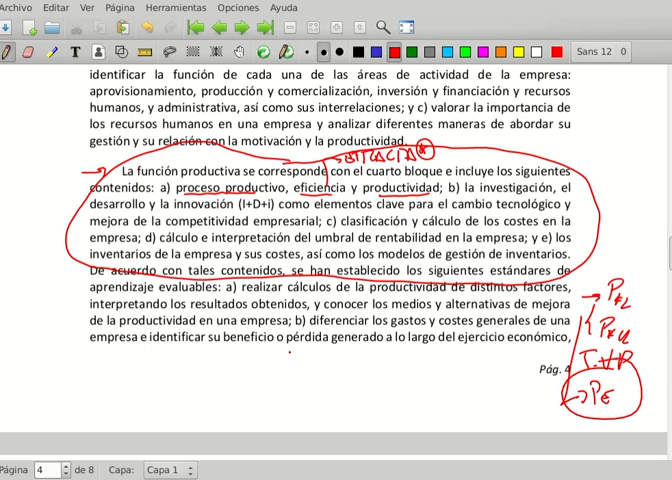 Archivo Editar Ver Página Herramientas Opciones Ayuda
Sans 12 0
identificar la función de cada una de las áreas de actividad de la empresa:
aprovisionamiento, producción y comercialización, inversión y financiación y recursos
humanos, y administrativa, así como sus interrelaciones; y c) valorar la importancia de
los recursos humanos en una empresa y analizar diferentes maneras de abordar su
gestión y su relación con la motivación y la productividad.
La función productiva se corresponde con el cuarto bloque e incluye los siguientes
contenidos: a) proceso productivo, eficiencia y productividad; b) la investigación, el
desarrollo y la innovación (I+D+i) como elementos clave para el cambio tecnológico y
mejora de la competitividad empresarial; c) clasificación y cálculo de los costes en la
empresa; d) cálculo e interpretación del umbral de rentabilidad en la empresa; y e) los
inventarios de la empresa y sus costes, así como los modelos de gestión de inventarios.
De acuerdo con tales contenidos, se han establecido los siguientes estándares de
aprendizaje evaluables: a) realizar cálculos de la productividad de distintos factores,
interpretando los resultados obtenidos, y conocer los medios y alternativas de mejora
de la productividad en una empresa; b) diferenciar los gastos y costes generales de una
empresa e identificar su beneficio o pérdida generado a lo largo del ejercicio económico,
Pág. 4
PE
Página 4 de 8 Capa: Capa 1